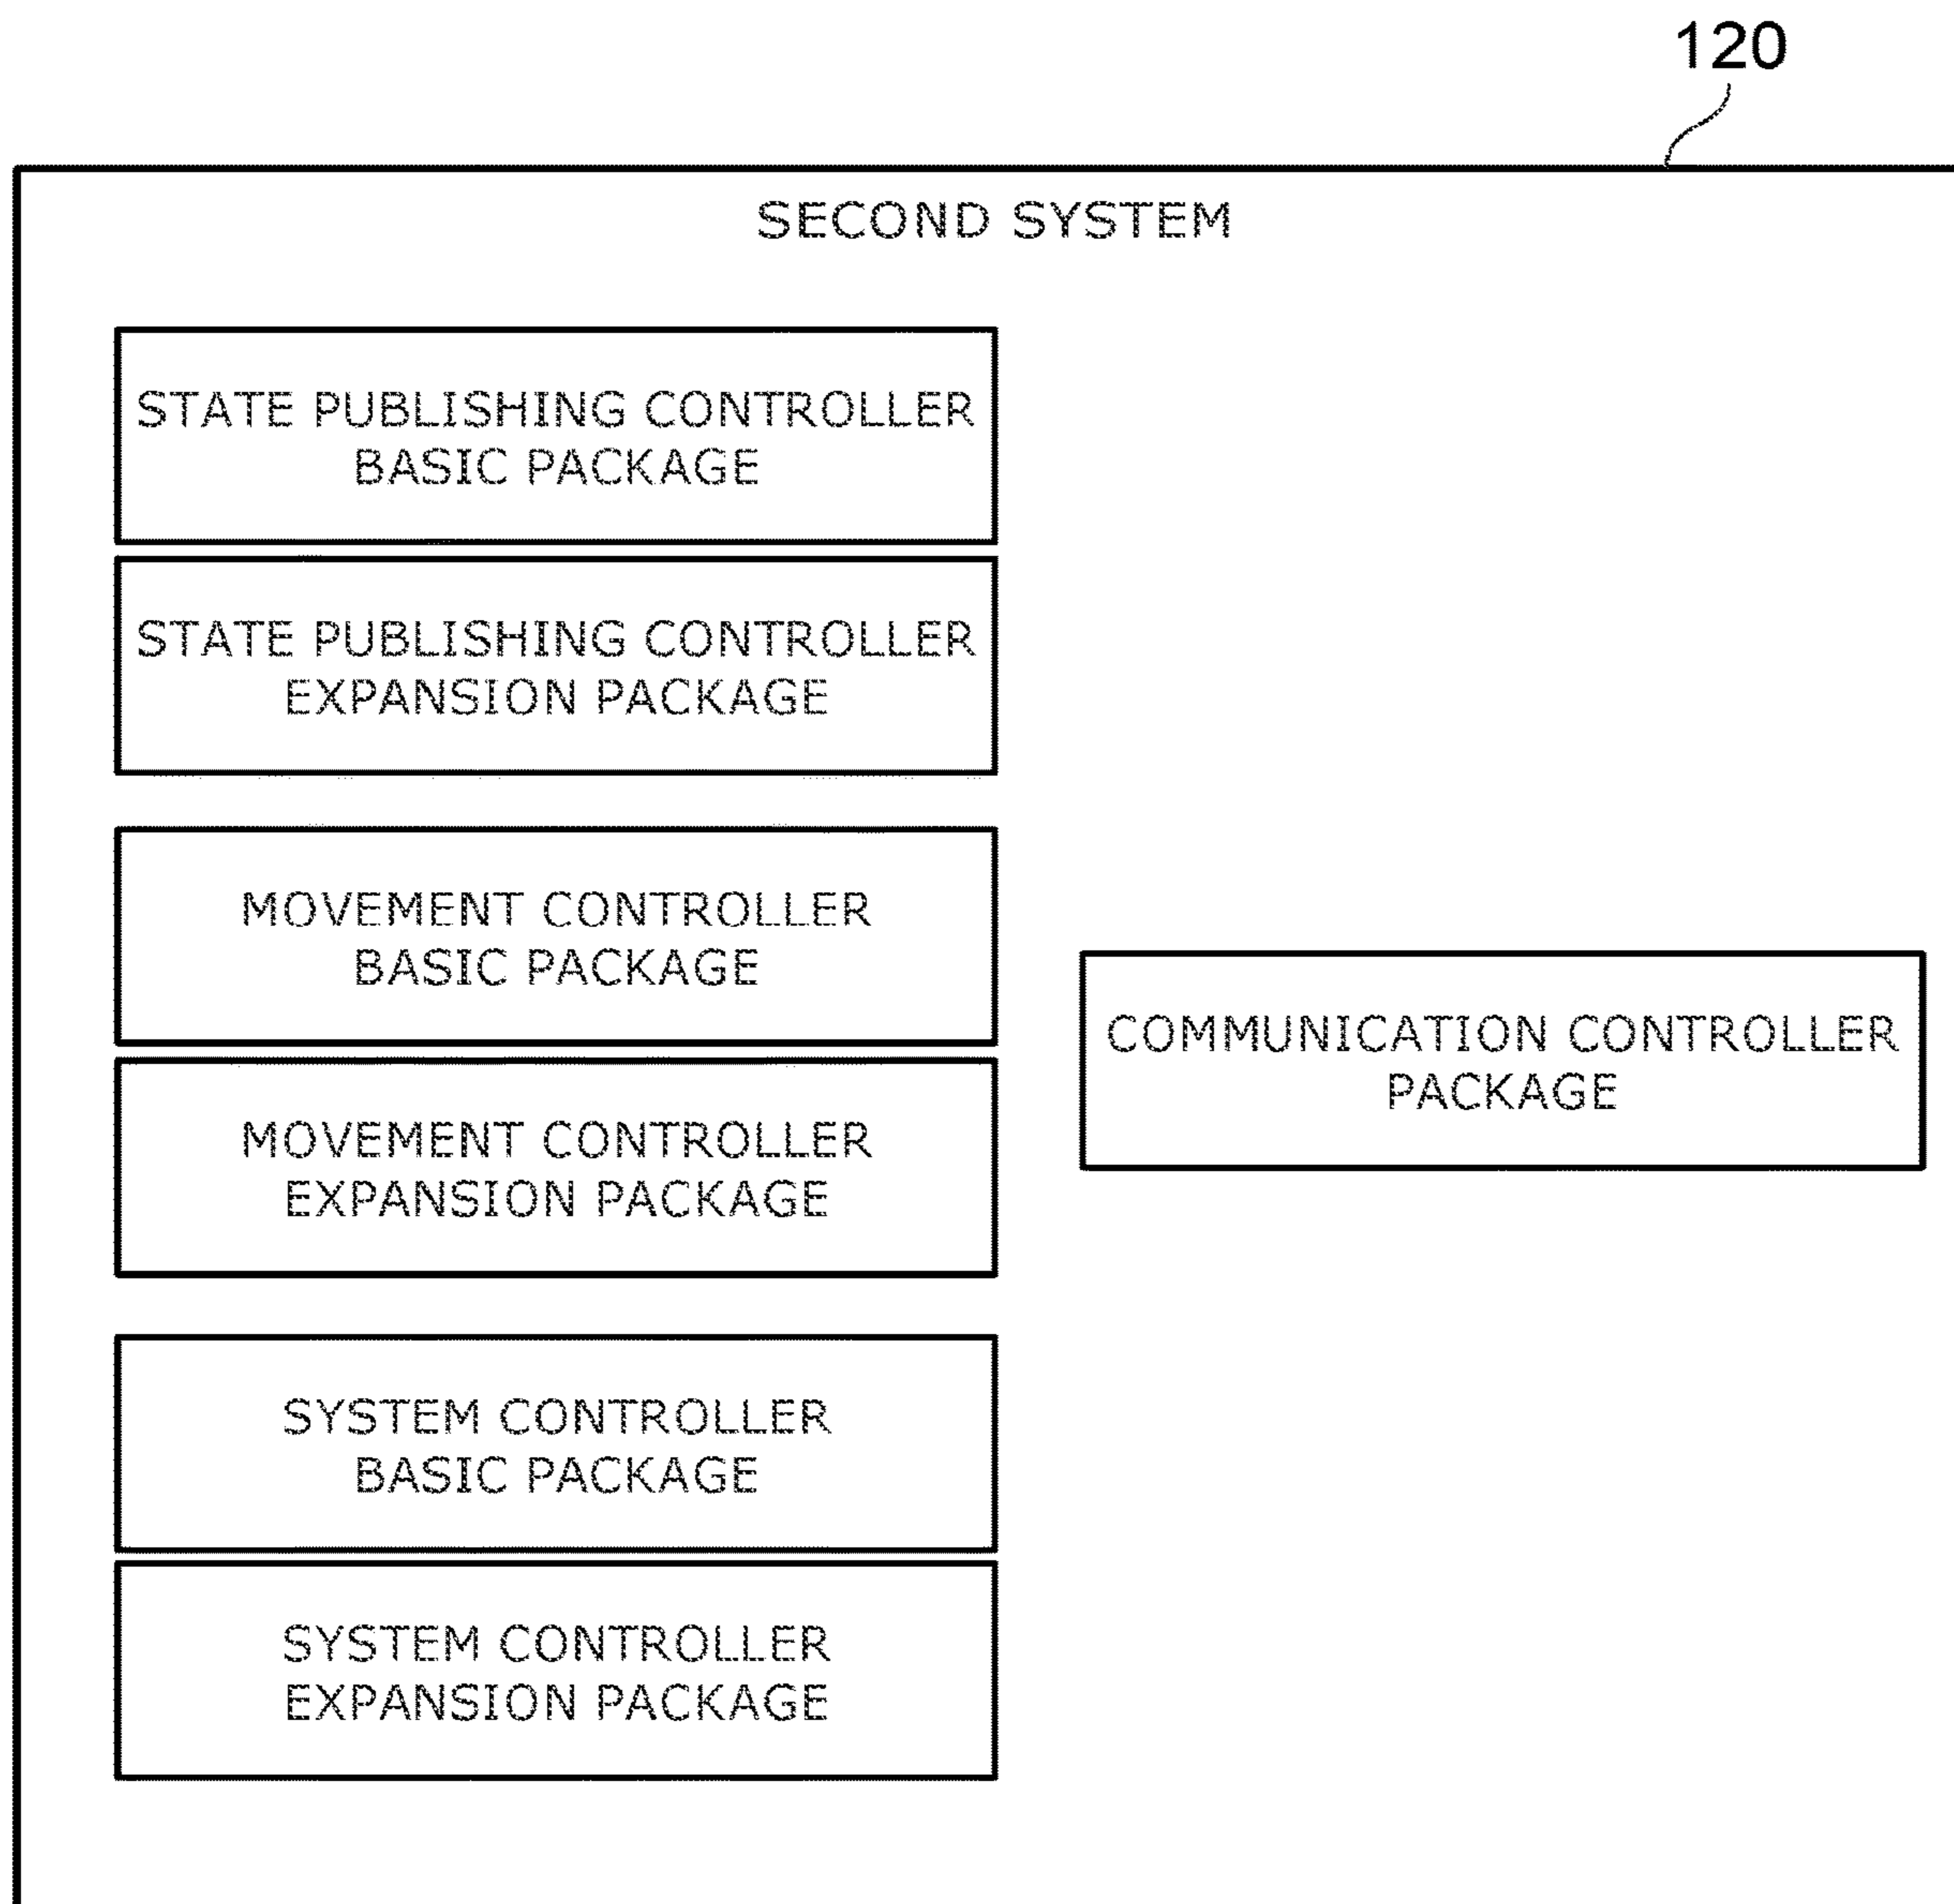 120
SECOND SYSTEM
STATE PUBLISHING CONTROLLER
BASIC PACKAGE
STATE PUBLISHING CONTROLLER
EXPANSION PACKAGE
MOVEMENT CONTROLLER
BASIC PACKAGE
MOVEMENT CONTROLLER
EXPANSION PACKAGE
COMMUNICATION CONTROLLER
PACKAGE
SYSTEM CONTROLLER
BASIC PACKAGE
SYSTEM CONTROLLER
EXPANSION PACKAGE